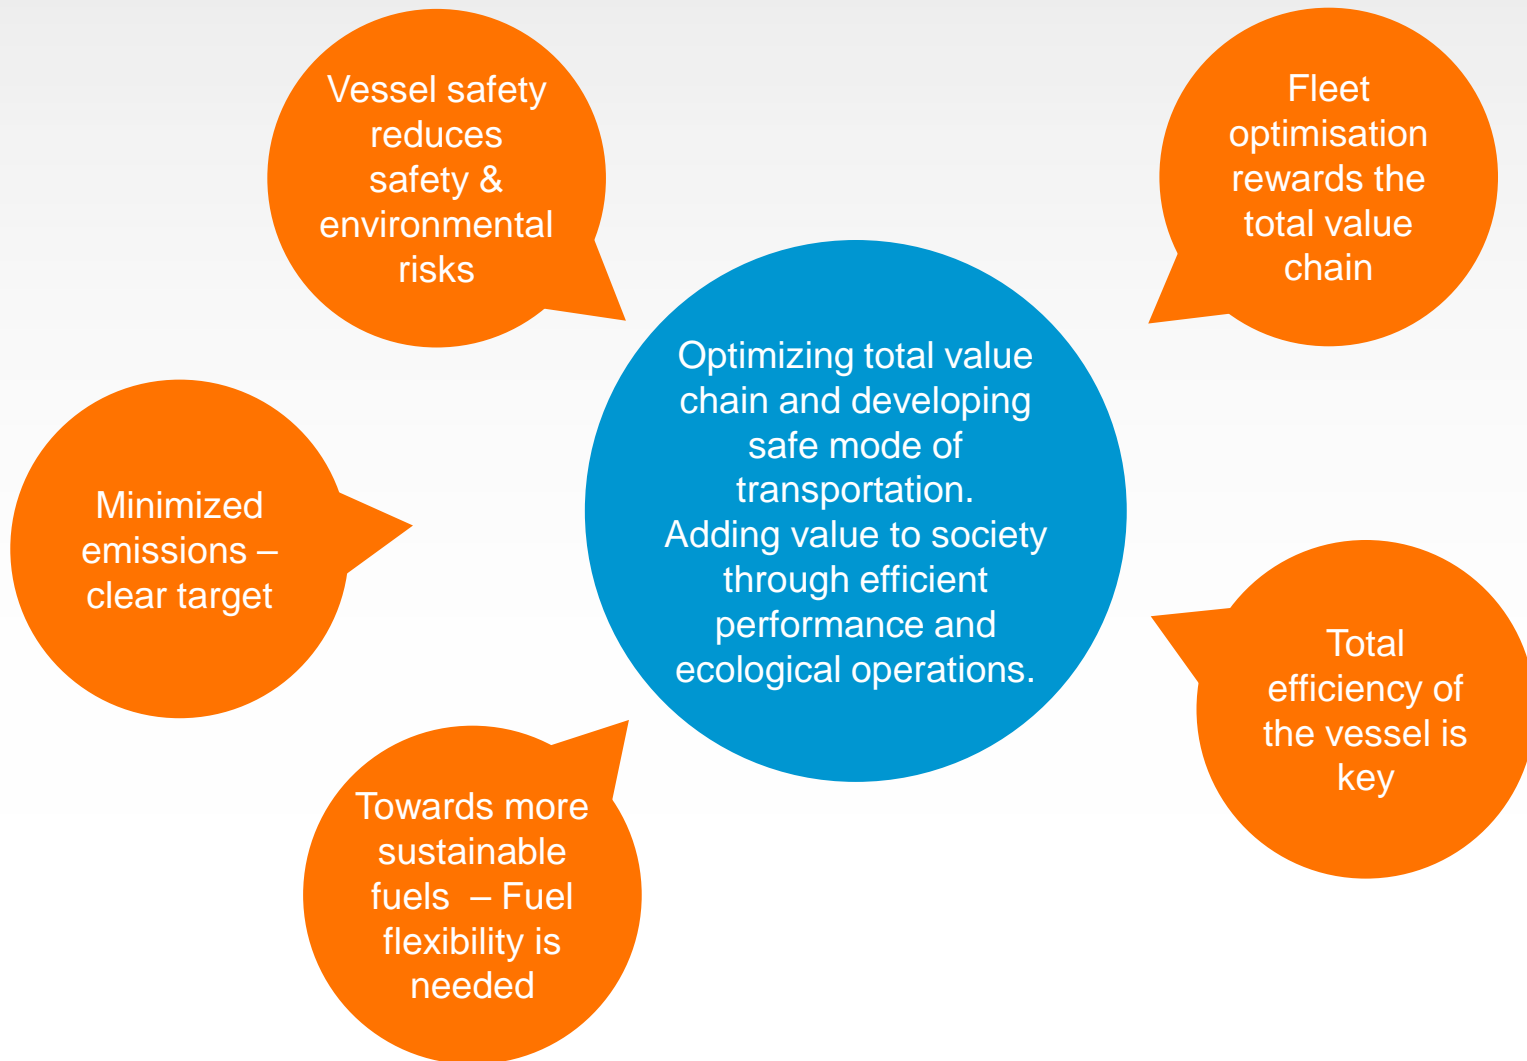 Vessel safety
reduces
safety &
environmental
risks
Fleet
optimisation
rewards the
total value
chain
Optimizing total value
chain and developing
safe mode of
transportation.
Adding value to society
through efficient
performance and
ecological operations.
Minimized
emissions –
clear target
Total
efficiency of
the vessel is
key
Towards more
sustainable
fuels – Fuel
flexibility is
needed